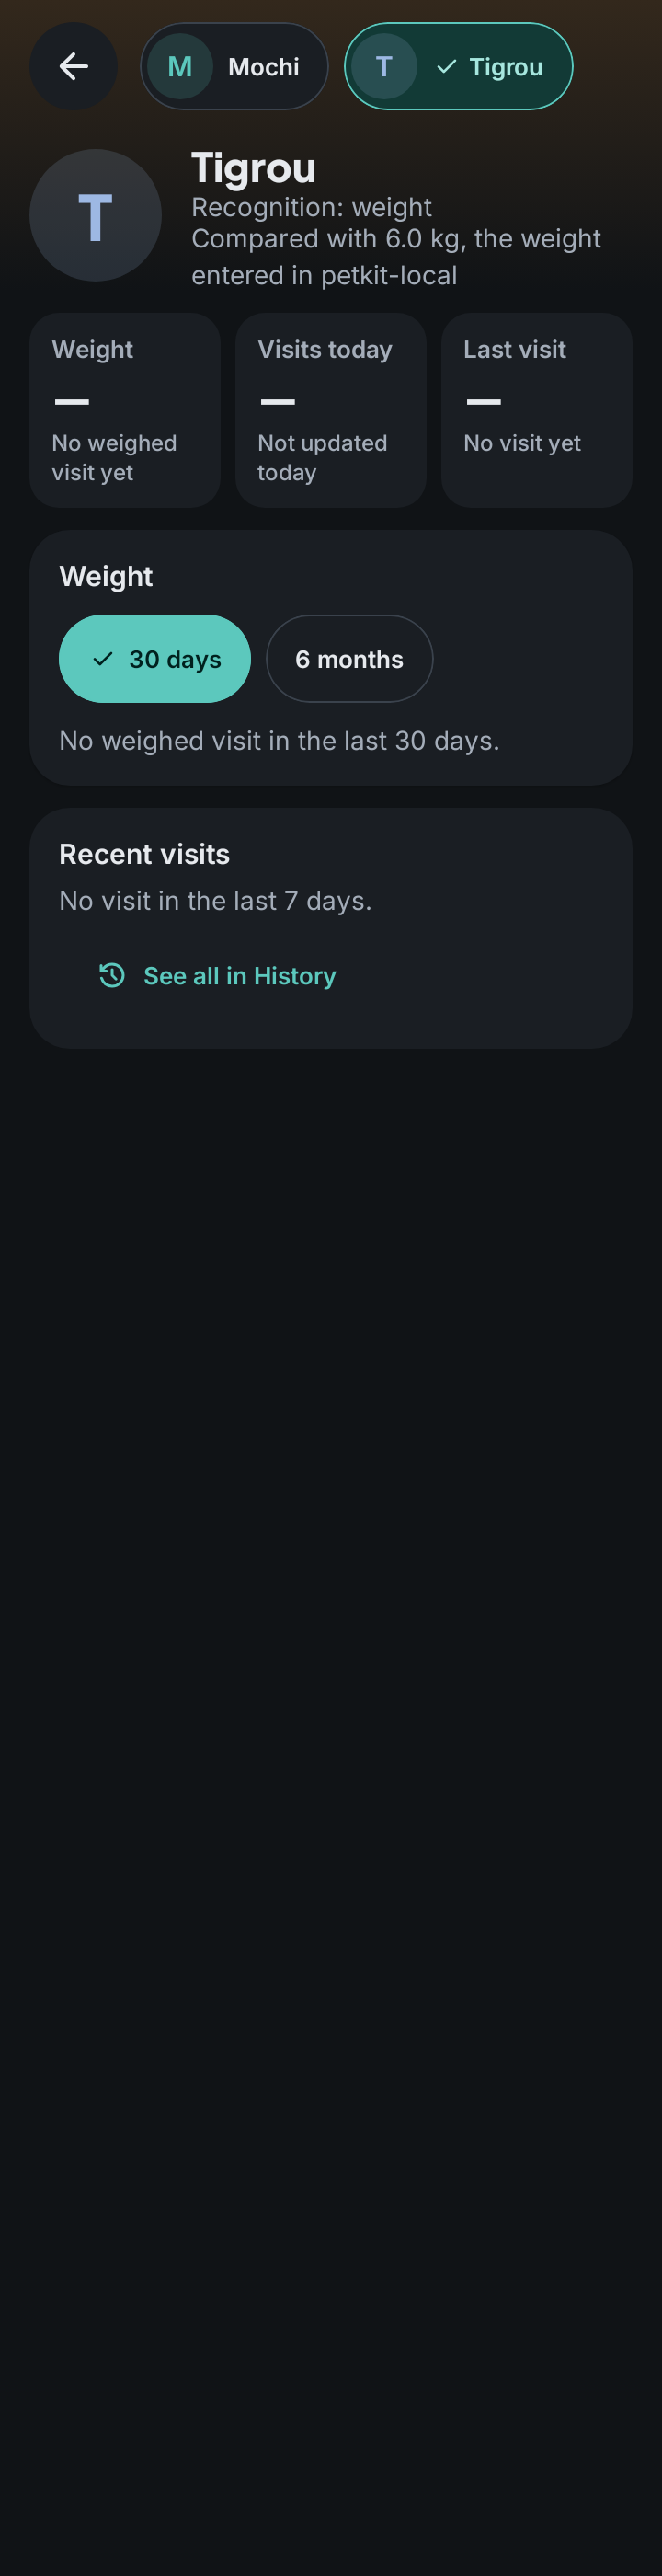 M Mochi T Tigrou
T
Tigrou
Recognition: weight
Compared with 6.0 kg, the weight
entered in petkit-local
Weight
—
No weighed
visit yet
Visits today
—
Not updated
today
Last visit
—
No visit yet
Weight
30 days 6 months
No weighed visit in the last 30 days.
Recent visits
No visit in the last 7 days.
See all in History